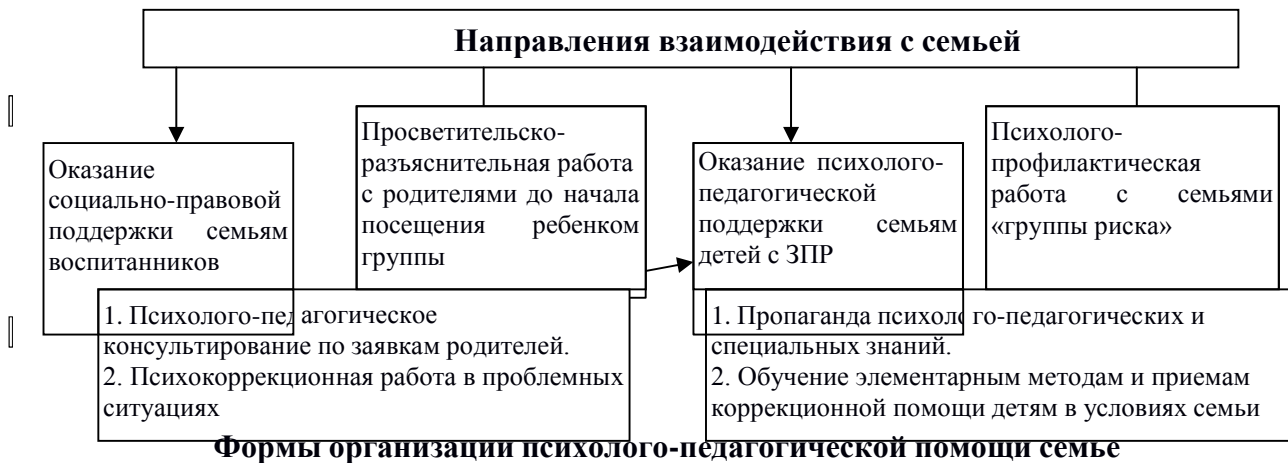 Направления взаимодействия с семьей
Оказание
социально-правовой
поддержки семьям
воспитанников
Просветительско-
разъяснительная работа
с родителями до начала
посещения ребенком
группы
Оказание психолого-
педагогической
поддержки семьям
детей с ЗПР
Психолого-
профилактическая
работа с семьями
«группы риска»
1. Психолого-педагогическое
консультирование по заявкам родителей.
2. Психокоррекционная работа в проблемных
ситуациях
1. Пропаганда психолого-педагогических и
специальных знаний.
2. Обучение элементарным методам и приемам
коррекционной помощи детям в условиях семьи
Формы организации психолого-педагогической помощи семье